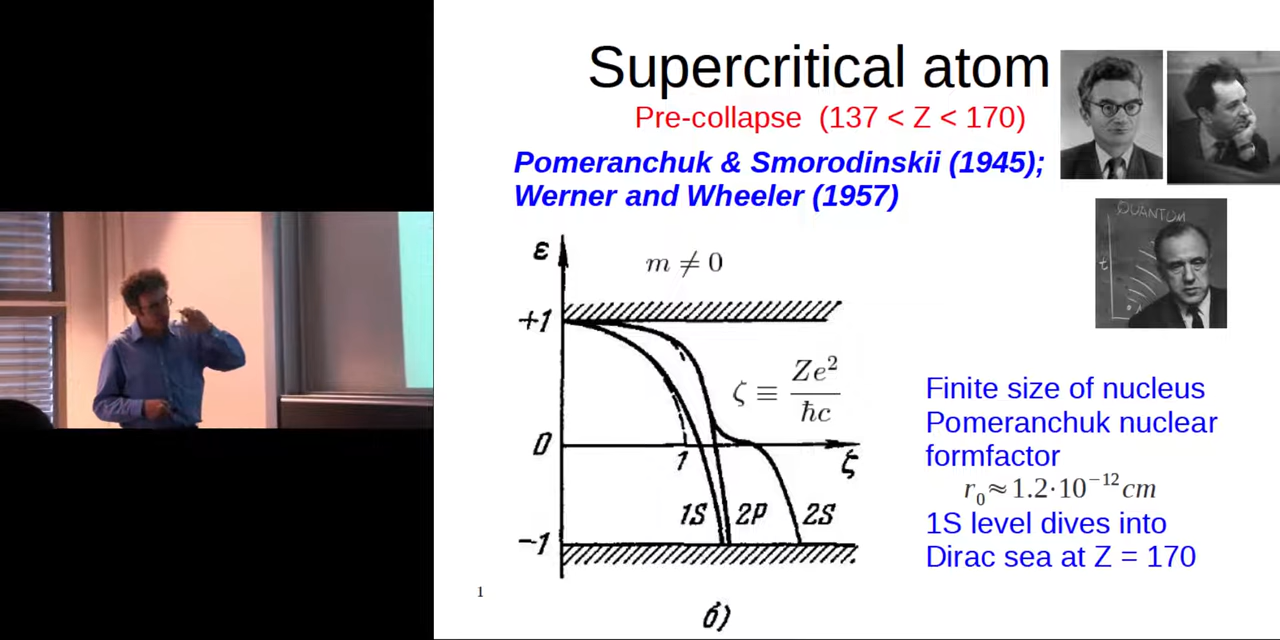 Supercritical atom
Pre-collapse (137 < Z < 170)
Pomeranchuk & Smorodinskii (1945);
Werner and Wheeler (1957)
QUANTUM
t
ε
m ≠ 0
+1
ζ ≡ Ze²/ħc
0
1
ζ
1S 2P 2S
-1
Finite size of nucleus
Pomeranchuk nuclear
formfactor
r₀≈1.2·10⁻¹² cm
1S level dives into
Dirac sea at Z = 170
1
б)